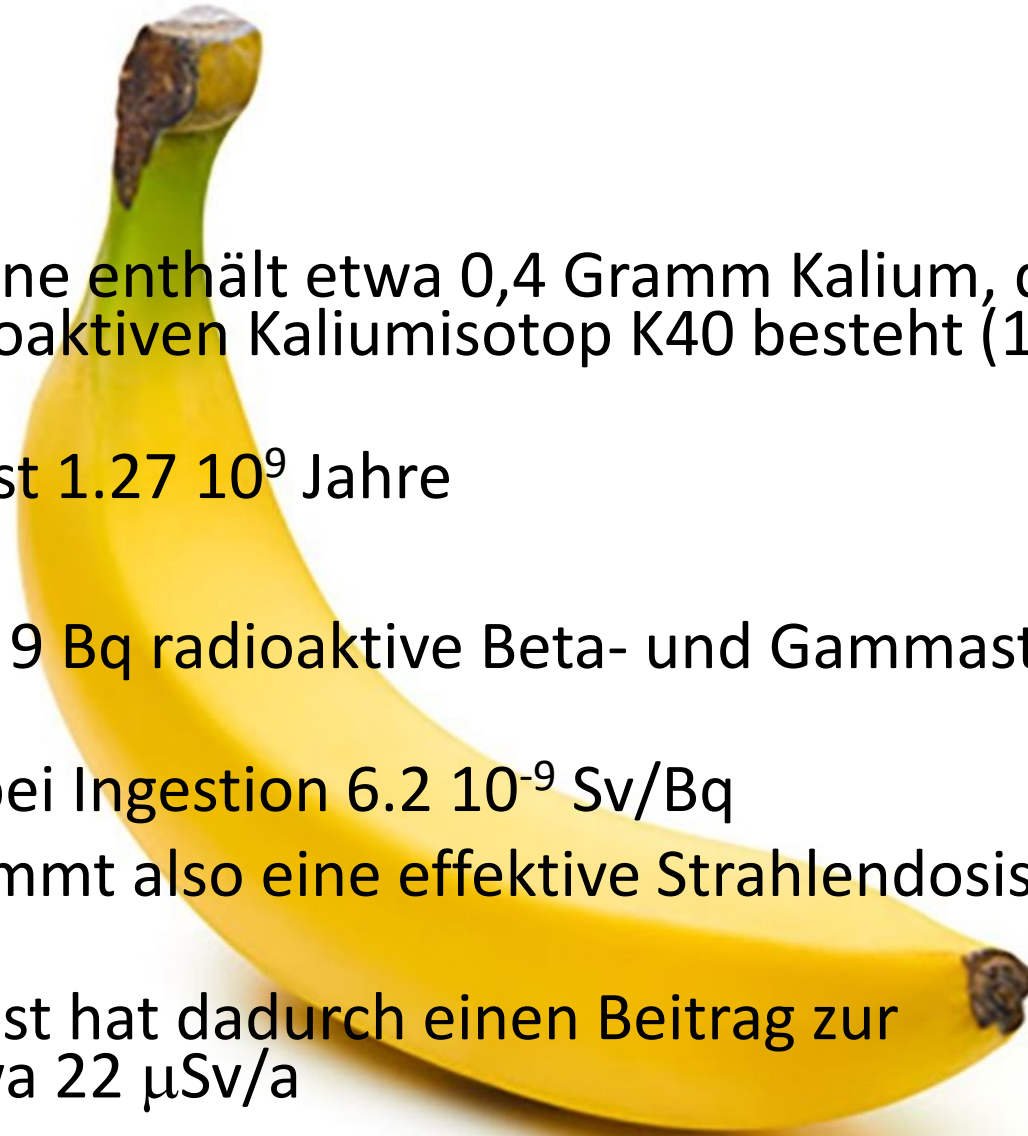 ne enthält etwa 0,4 Gramm Kalium, d
oaktiven Kaliumisotop K40 besteht (1
st 1.27 10⁹ Jahre
9 Bq radioaktive Beta- und Gammast
bei Ingestion 6.2 10⁻⁹ Sv/Bq
mmt also eine effektive Strahlendosis
st hat dadurch einen Beitrag zur
va 22 µSv/a